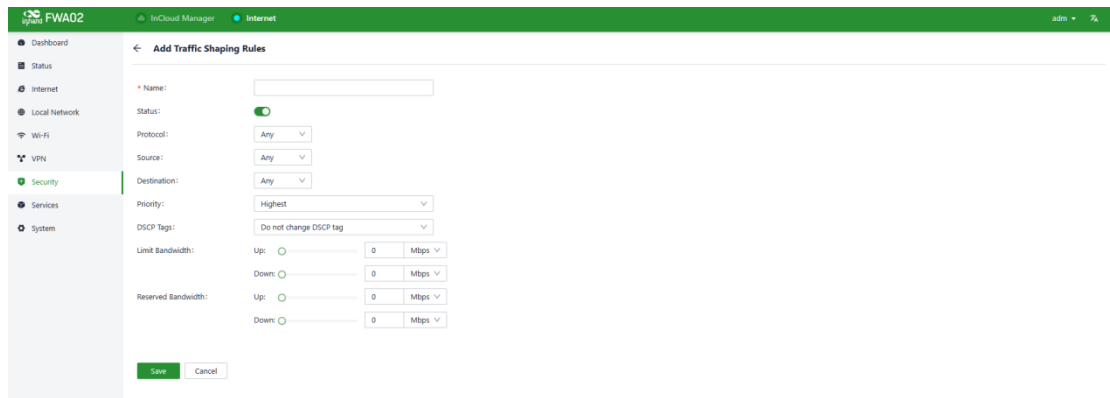 inhand FWA02 InCloud Manager Internet adm
Dashboard
← Add Traffic Shaping Rules
Status
Internet
* Name:
Local Network
Status:
Wi-Fi
Protocol: Any
VPN
Source: Any
Security
Destination: Any
Services
Priority: Highest
System
DSCP Tags: Do not change DSCP tag
Limit Bandwidth: Up: 0 Mbps
Down: 0 Mbps
Reserved Bandwidth: Up: 0 Mbps
Down: 0 Mbps
Save Cancel